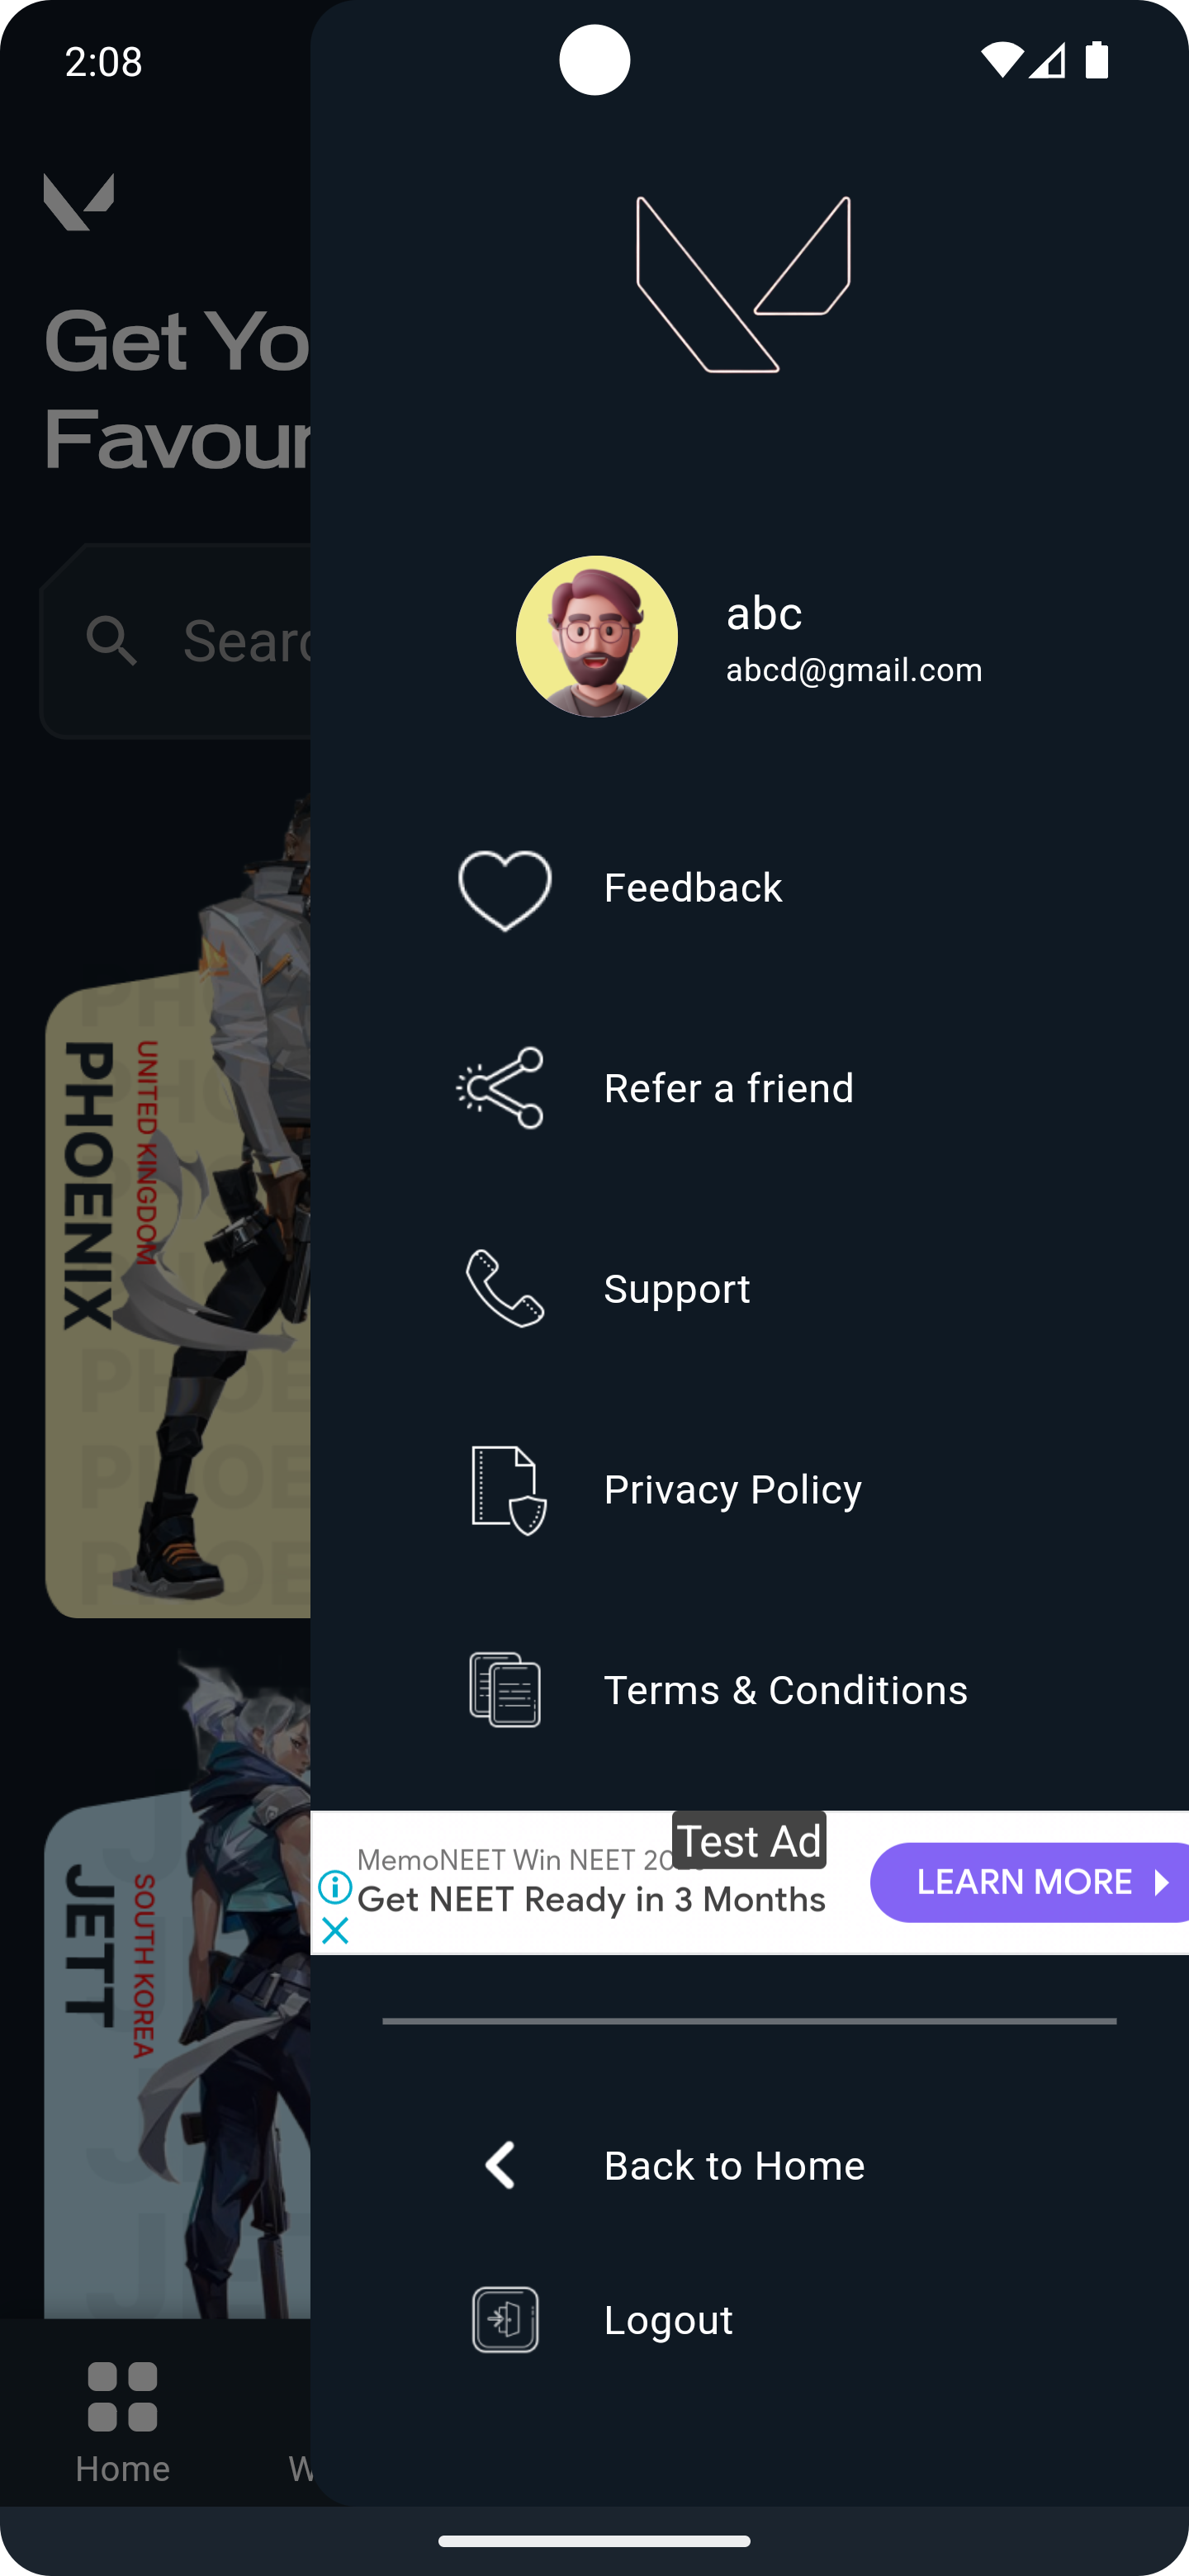 2:08
Get Yo
Favour
Searc
PHOENIX
UNITED KINGDOM
JETT
SOUTH KOREA
Home
W
abc
abcd@gmail.com
Feedback
Refer a friend
Support
Privacy Policy
Terms & Conditions
Test Ad
MemoNEET Win NEET 20
Get NEET Ready in 3 Months
LEARN MORE
Back to Home
Logout